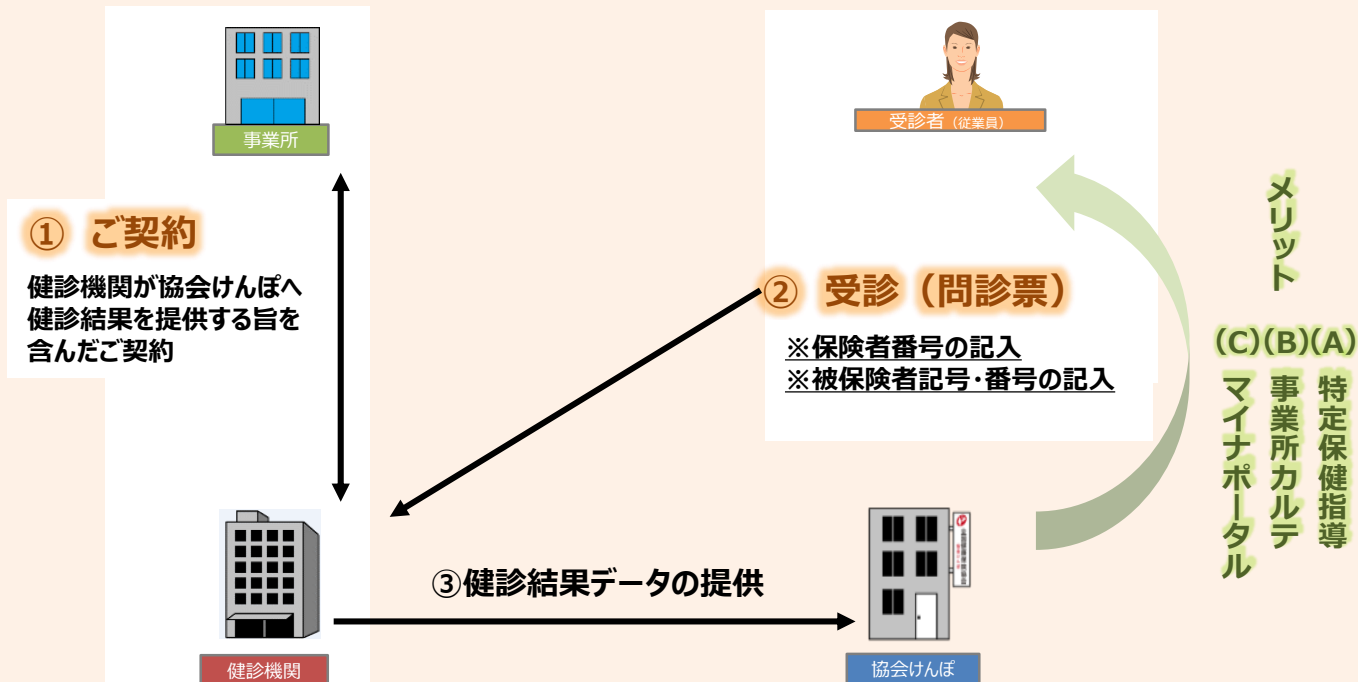 事業所
受診者（従業員）
① ご契約
健診機関が協会けんぽへ
健診結果を提供する旨を
含んだご契約
② 受診（問診票）
※保険者番号の記入
※被保険者記号・番号の記入
メリット
(A) 特定保健指導
(B) 事業所カルテ
(C) マイナポータル
③健診結果データの提供
健診機関
協会けんぽ